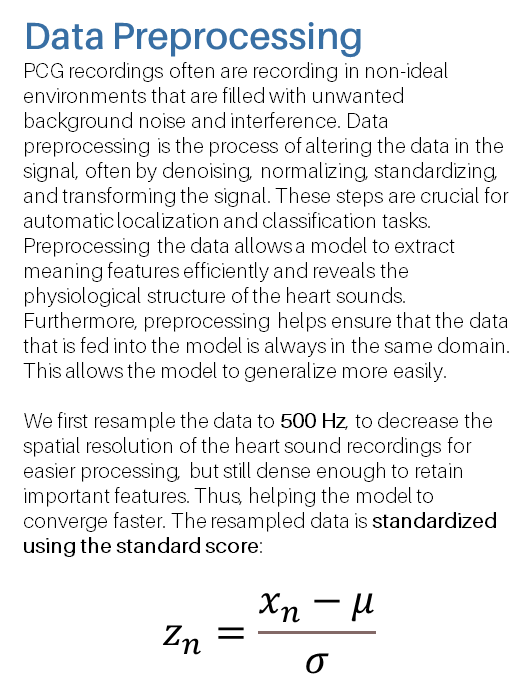 Data Preprocessing
PCG recordings often are recording in non-ideal
environments that are filled with unwanted
background noise and interference. Data
preprocessing is the process of altering the data in the
signal, often by denoising, normalizing, standardizing,
and transforming the signal. These steps are crucial for
automatic localization and classification tasks.
Preprocessing the data allows a model to extract
meaning features efficiently and reveals the
physiological structure of the heart sounds.
Furthermore, preprocessing helps ensure that the data
that is fed into the model is always in the same domain.
This allows the model to generalize more easily.
We first resample the data to 500 Hz, to decrease the
spatial resolution of the heart sound recordings for
easier processing, but still dense enough to retain
important features. Thus, helping the model to
converge faster. The resampled data is standardized
using the standard score:
zₙ = (xₙ − μ) / σ